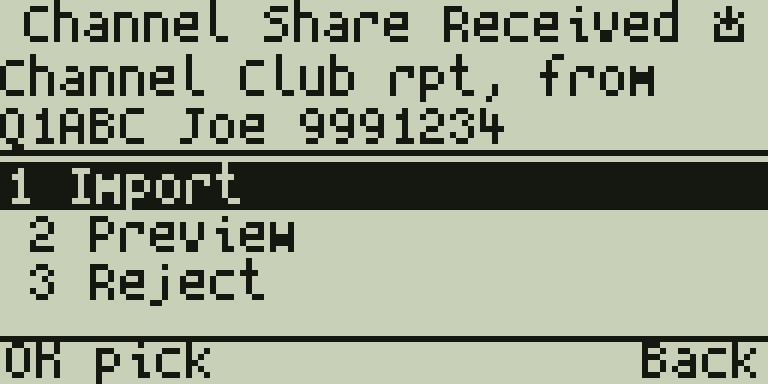 Channel Share Received
Channel Club rpt, from
Q1ABC Joe 9991234
1 Import
2 Preview
3 Reject
OK pick Back